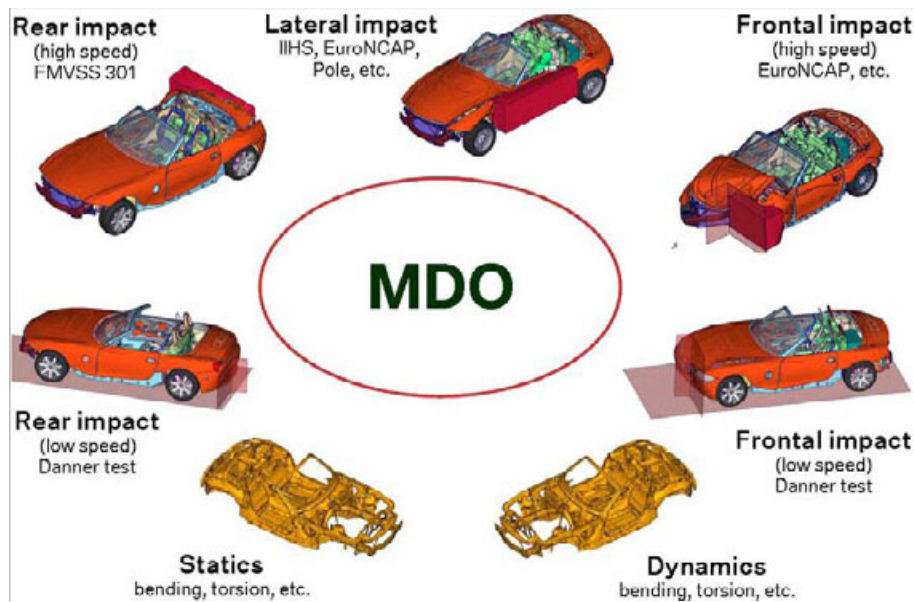 Rear impact
(high speed)
FMVSS 301
Lateral impact
IIHS, EuroNCAP,
Pole, etc.
Frontal impact
(high speed)
EuroNCAP, etc.
MDO
Rear impact
(low speed)
Danner test
Frontal impact
(low speed)
Danner test
Statics
bending, torsion, etc.
Dynamics
bending, torsion, etc.